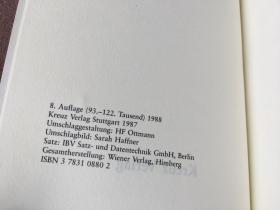 8. Auflage (93.–122. Tausend) 1988
Kreuz Verlag Stuttgart 1987
Umschlaggestaltung: HF Ottmann
Umschlagbild: Sarah Haffner
Satz: IBV Satz- und Datentechnik GmbH, Berlin
Gesamtherstellung: Wiener Verlag, Himberg
ISBN 3 7831 0880 2